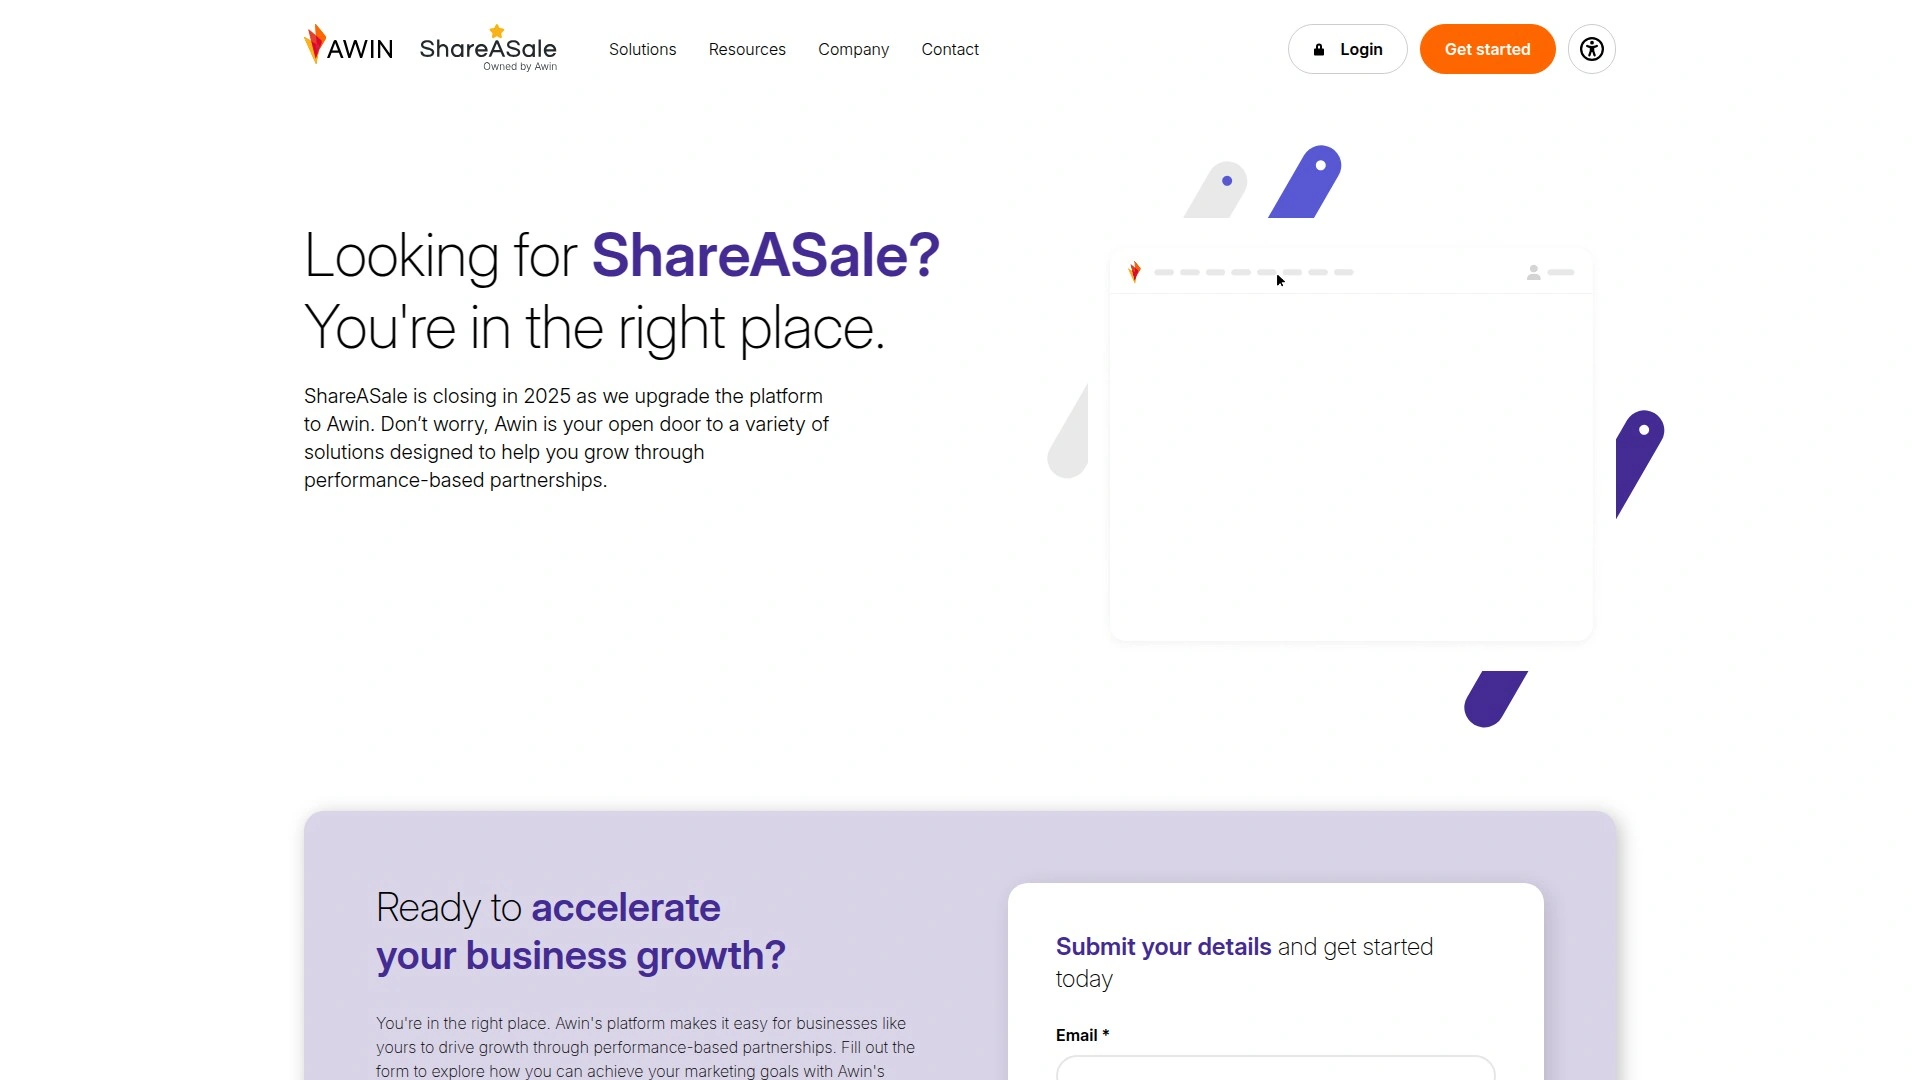 AWIN
ShareASale
Owned by Awin
Solutions
Resources
Company
Contact
Login
Get started
Looking for ShareASale?
You're in the right place.
ShareASale is closing in 2025 as we upgrade the platform
to Awin. Don’t worry, Awin is your open door to a variety of
solutions designed to help you grow through
performance-based partnerships.
Ready to accelerate
your business growth?
You're in the right place. Awin's platform makes it easy for businesses like
yours to drive growth through performance-based partnerships. Fill out the
form to explore how you can achieve your marketing goals with Awin's
Submit your details and get started
today
Email *